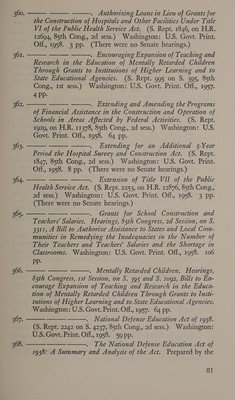 360. ———. ———. Authorizing Loans in Lieu of Grants for
the Construction of Hospitals and Other Facilities Under Title
VI of the Public Health Service Act. (S. Rept. 1846, on H.R.
12694, 85th Cong., 2d sess.) Washington: U.S. Govt. Print.
Off., 1958. 3 pp. (There were no Senate hearings.)
361. ———. ———. Encouraging Expansion of Teaching and
Research in the Education of Mentally Retarded Children
Through Grants to Institutions of Higher Learning and to
State Educational Agencies. (S. Rept. 595 on S. 395, 85th
Cong., 1st sess.) Washington: U.S. Govt. Print. Off., 1957.
4 pp.
362. ———. ———. Extending and Amending the Programs
of Financial Assistance in the Construction and Operation of
Schools in Areas Affected by Federal Activities. (S. Rept.
1929, on H.R. 11378, 85th Cong., 2d sess.) Washington: U.S.
Govt. Print. Off., 1958. 64 pp.
363. ———. ———. Extending for an Additional 5-Year
Period the Hospital Survey and Construction Act. (S. Rept.
1847, 85th Cong., 2d sess.) Washington: U.S. Govt. Print.
Off., 1958. 8 pp. (There were no Senate hearings.)
364. ———. ———. Extension of Title VII of the Public
Health Service Act. (S. Rept. 2253, on H.R. 12876, 85th Cong.,
2d sess.) Washington: U.S. Govt. Print. Off., 1958. 3 pp.
(There were no Senate hearings.)
365. ———. ———. Grants for School Construction and
Teachers' Salaries. Hearings, 85th Congress, 2d Session, on S.
3311, A Bill to Authorize Assistance to States and Local Com-
munities in Remedying the Inadequacies in the Number of
Their Teachers and Teachers' Salaries and the Shortage in
Classrooms. Washington: U.S. Govt. Print. Off., 1958. 106
pp.
366. ———. ———. Mentally Retarded Children. Hearings,
85th Congress, 1st Session, on S. 395 and S. 1092, Bills to En-
courage Expansion of Teaching and Research in the Educa-
tion of Mentally Retarded Children Through Grants to Insti-
tutions of Higher Learning and to State Educational Agencies.
Washington: U.S. Govt. Print. Off., 1957. 64 pp.
367. ———. ———. National Defense Education Act of 1958.
(S. Rept. 2242 on S. 4237, 85th Cong., 2d sess.) Washington:
U.S. Govt. Print. Off., 1958. 59 pp.
368. ———. ———. The National Defense Education Act of
1958: A Summary and Analysis of the Act. Prepared by the
81